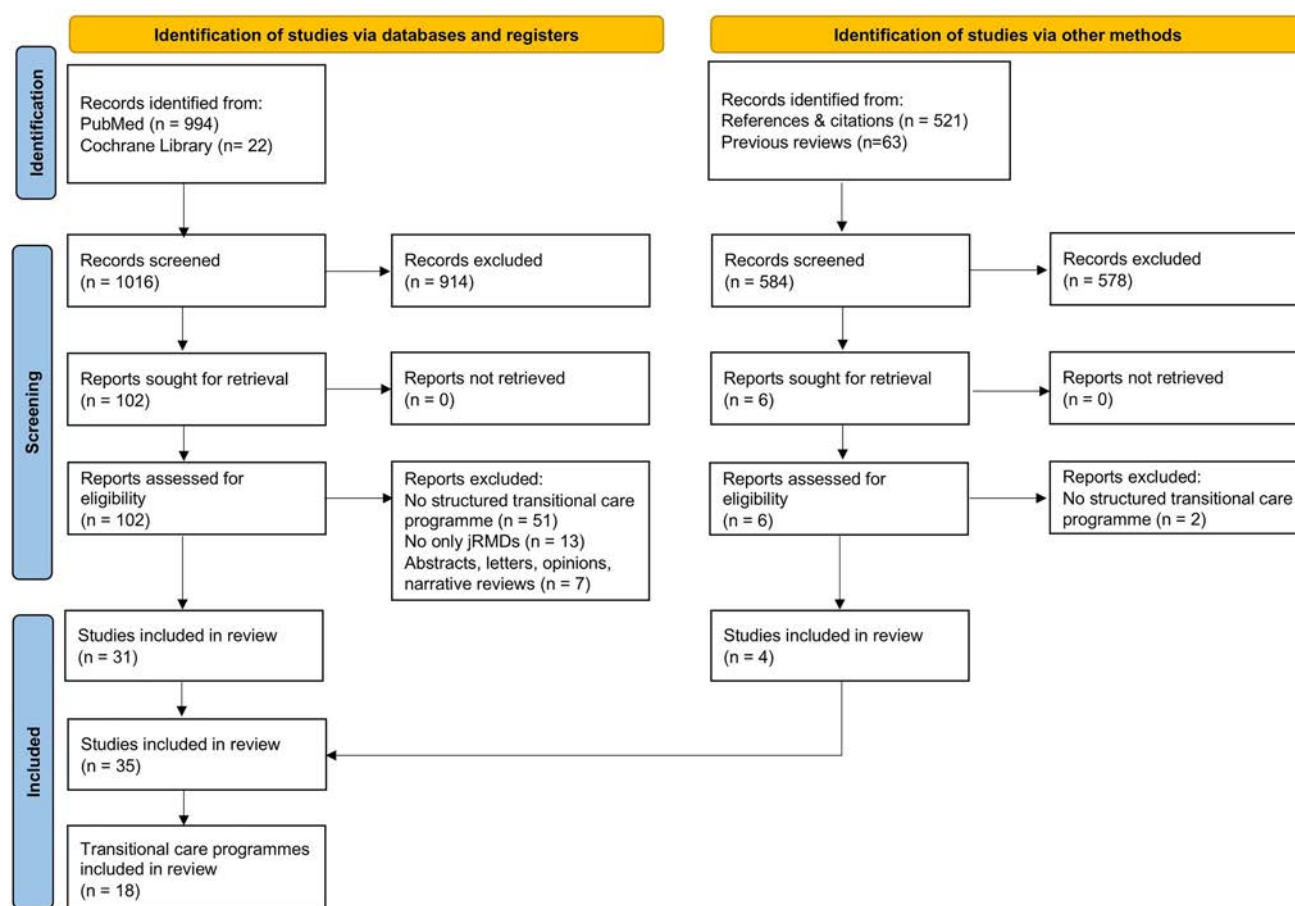 Identification of studies via databases and registers
Identification of studies via other methods
Identification
Records identified from:
PubMed (n = 994)
Cochrane Library (n= 22)
Records identified from:
References & citations (n = 521)
Previous reviews (n=63)
Screening
Records screened
(n = 1016)
Records excluded
(n = 914)
Records screened
(n = 584)
Records excluded
(n = 578)
Reports sought for retrieval
(n = 102)
Reports not retrieved
(n = 0)
Reports sought for retrieval
(n = 6)
Reports not retrieved
(n = 0)
Reports assessed for
eligibility
(n = 102)
Reports excluded:
No structured transitional care
programme (n = 51)
No only jRMDs (n = 13)
Abstracts, letters, opinions,
narrative reviews (n = 7)
Reports assessed for
eligibility
(n = 6)
Reports excluded:
No structured transitional care
programme (n = 2)
Included
Studies included in review
(n = 31)
Studies included in review
(n = 4)
Studies included in review
(n = 35)
Transitional care programmes
included in review
(n = 18)